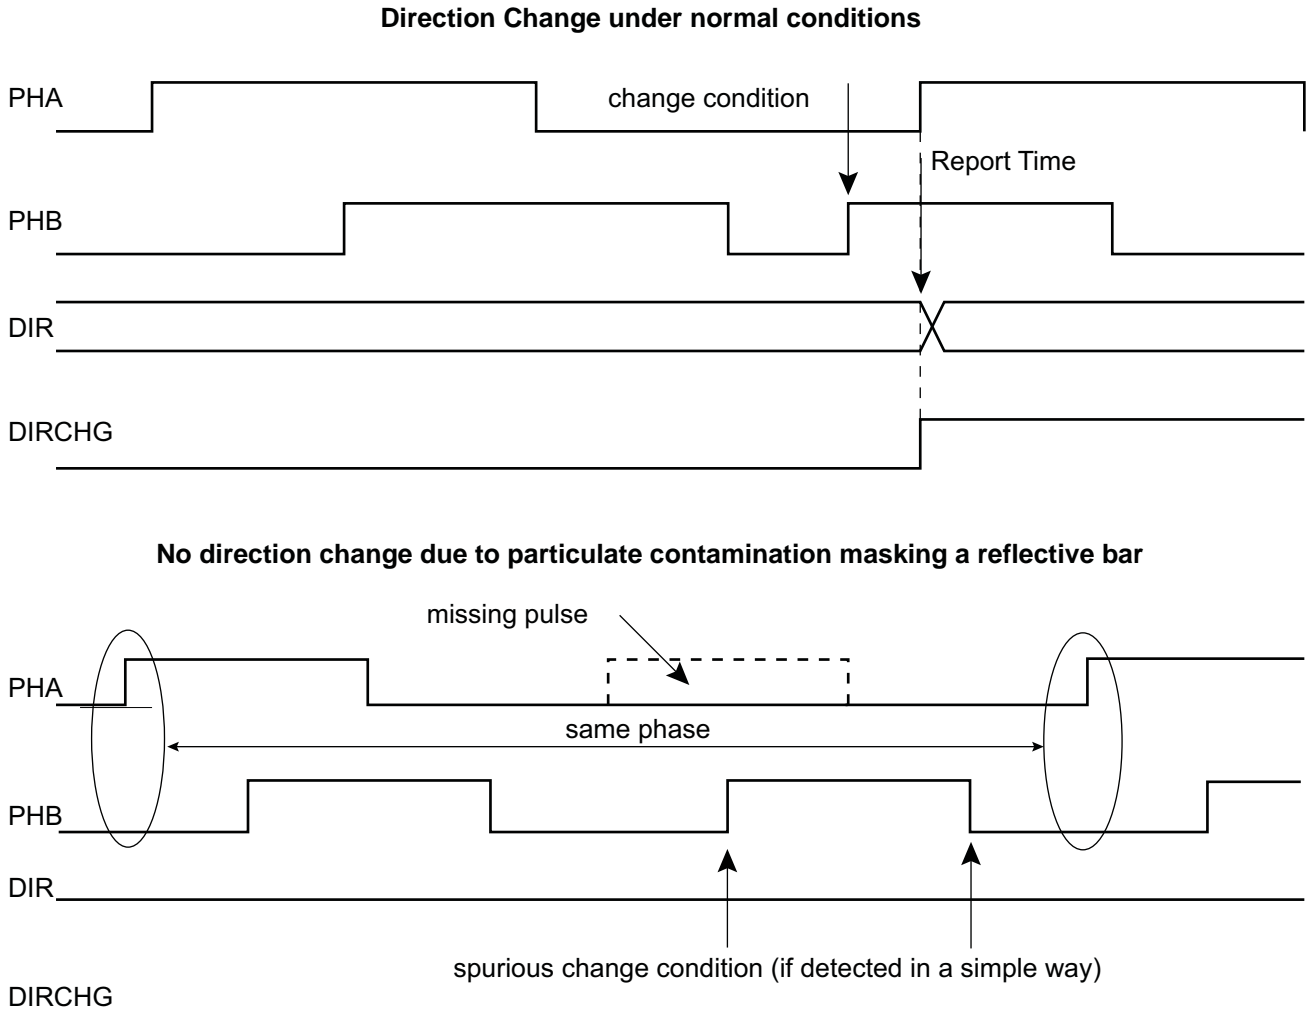 Direction Change under normal conditions
PHA
change condition
Report Time
PHB
DIR
DIRCHG
No direction change due to particulate contamination masking a reflective bar
missing pulse
PHA
same phase
PHB
DIR
spurious change condition (if detected in a simple way)
DIRCHG